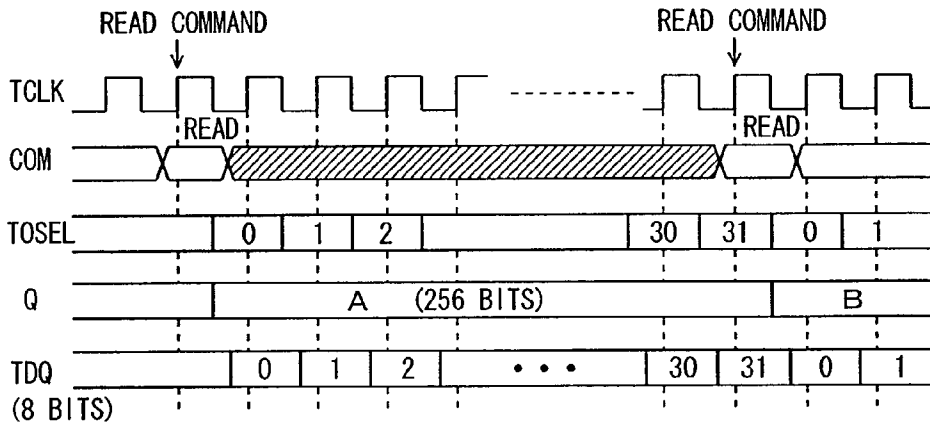 READ COMMAND READ COMMAND
TCLK
READ READ
COM
TOSEL 0 1 2 30 31 0 1
Q A (256 BITS) B
TDQ 0 1 2 • • • 30 31 0 1
(8 BITS)